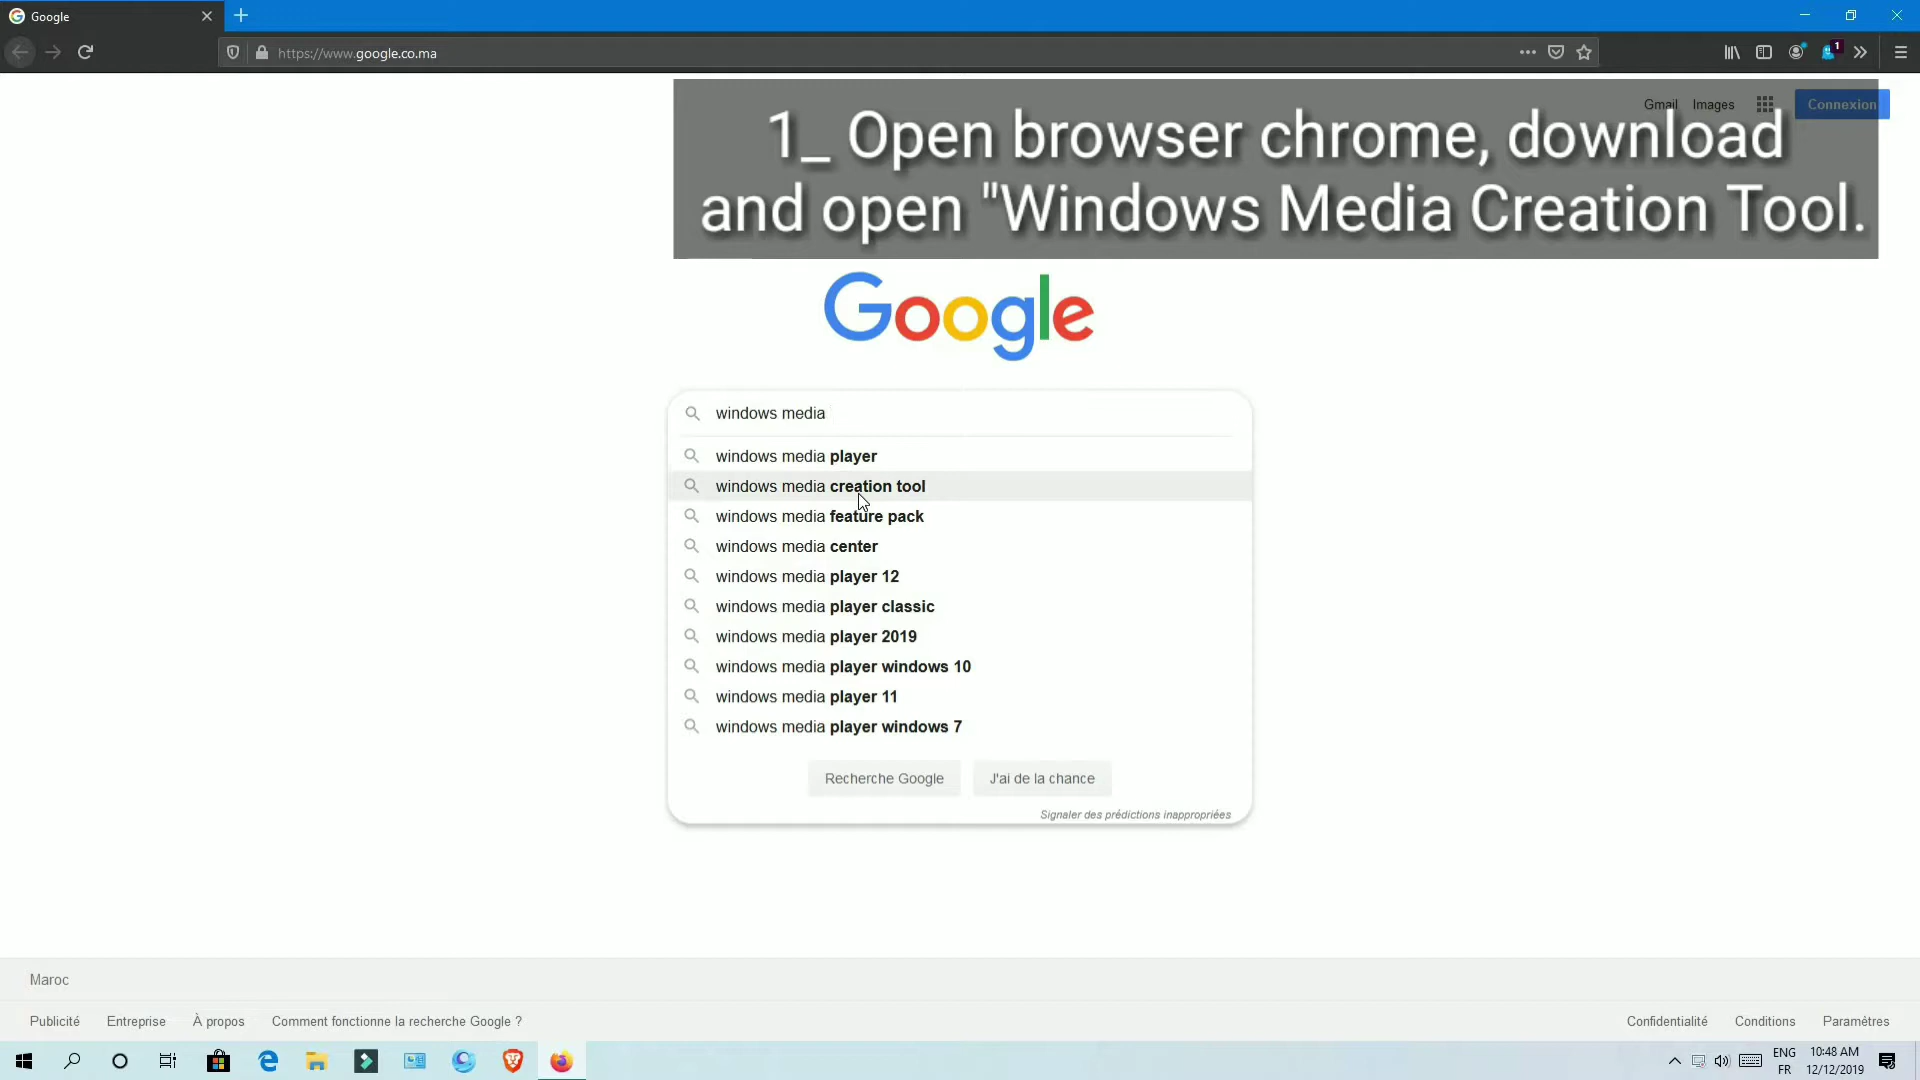 Google
https://www.google.co.ma
1
Gmail Images Connexion
1_ Open browser chrome, download
and open "Windows Media Creation Tool.
Google
windows media
windows media player
windows media creation tool
windows media feature pack
windows media center
windows media player 12
windows media player classic
windows media player 2019
windows media player windows 10
windows media player 11
windows media player windows 7
Recherche Google J'ai de la chance
Signaler des prédictions inappropriées
Maroc
Publicité Entreprise À propos Comment fonctionne la recherche Google ? Confidentialité Conditions Paramètres
ENG 10:48 AM
FR 12/12/2019